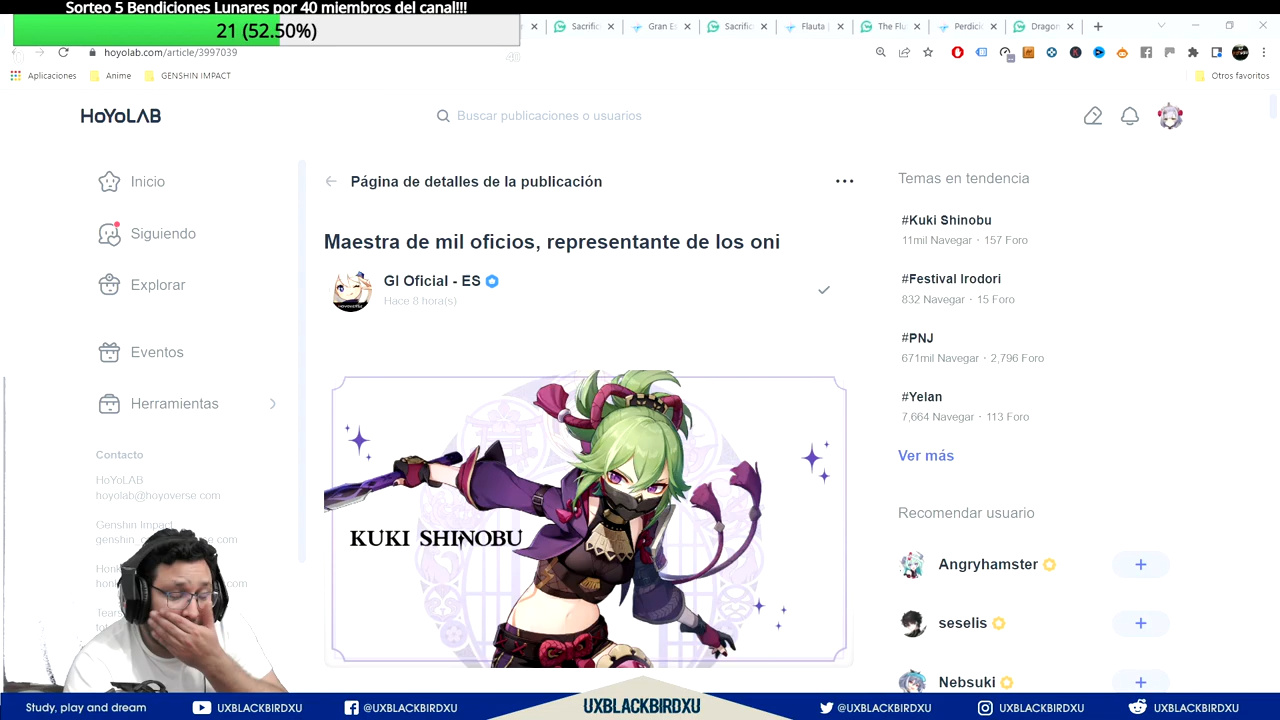 Sorteo 5 Bendiciones Lunares por 40 miembros del canal!!!
21 (52.50%)
0
40
Sacrific
Gran Es
Sacrific
Flauta |
The Flu
Perdicio
Dragon
hoyolab.com/article/3997039
Aplicaciones
Anime
GENSHIN IMPACT
Otros favoritos
HoYoLAB
Buscar publicaciones o usuarios
Inicio
Siguiendo
Explorar
Eventos
Herramientas
Contacto
HoYoLAB
hoyolab@hoyoverse.com
Genshin Impact
Página de detalles de la publicación
Maestra de mil oficios, representante de los oni
GI Oficial - ES
Hace 8 hora(s)
KUKI SHINOBU
Temas en tendencia
#Kuki Shinobu
11mil Navegar · 157 Foro
#Festival Irodori
832 Navegar · 15 Foro
#PNJ
671mil Navegar · 2,796 Foro
#Yelan
7,664 Navegar · 113 Foro
Ver más
Recomendar usuario
Angryhamster
seselis
Nebsuki
Study, play and dream
UXBLACKBIRDXU
@UXBLACKBIRDXU
UXBLACKBIRDXU
@UXBLACKBIRDXU
UXBLACKBIRDXU
UXBLACKBIRDXU